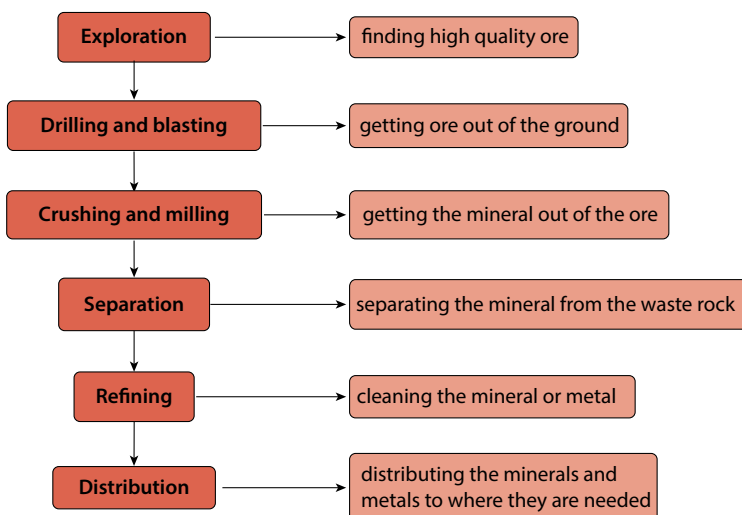 Exploration
finding high quality ore
Drilling and blasting
getting ore out of the ground
Crushing and milling
getting the mineral out of the ore
Separation
separating the mineral from the waste rock
Refining
cleaning the mineral or metal
Distribution
distributing the minerals and
metals to where they are needed